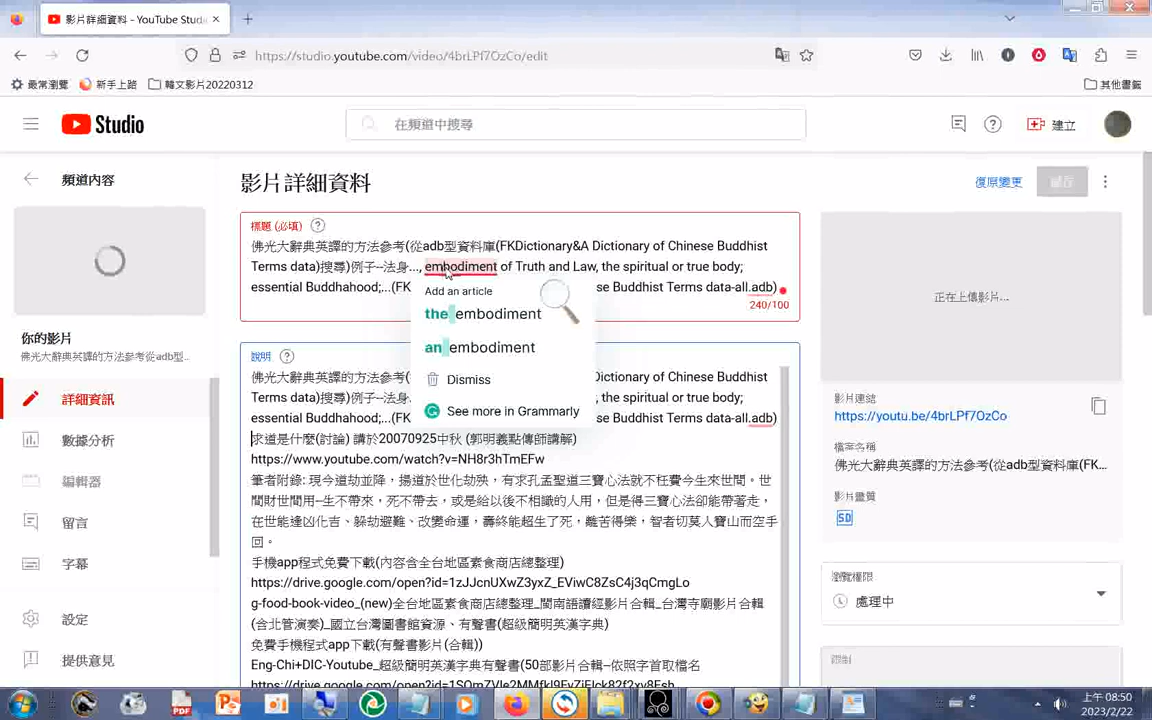 影片詳細資料 - YouTube Studi
https://studio.youtube.com/video/4brLPf7OzCo/edit
最常瀏覽 新手上路 韓文影片20220312 其他書籤
Studio
在頻道中搜尋
建立
頻道內容
影片詳細資料
復原變更
標題 (必填)
佛光大辭典英譯的方法參考(從adb型資料庫(FKDictionary&A Dictionary of Chinese Buddhist
Terms data)搜尋)例子--法身..., embodiment of Truth and Law, the spiritual or true body;
essential Buddhahood;...(FK
se Buddhist Terms data-all.adb)
240/100
Add an article
the embodiment
an embodiment
Dismiss
See more in Grammarly
正在上傳影片...
你的影片
佛光大辭典英譯的方法參考從adb型...
詳細資訊
數據分析
編輯器
留言
字幕
設定
提供意見
說明
佛光大辭典英譯的方法參考(
Dictionary of Chinese Buddhist
Terms data)搜尋)例子--法身..
, the spiritual or true body;
essential Buddhahood;...(FK
se Buddhist Terms data-all.adb)
求道是什麼(討論) 講於20070925中秋 (郭明義點傳師講解)
https://www.youtube.com/watch?v=NH8r3hTmEFw
筆者附錄: 現今道劫並降，揚道於世化劫殃，有求孔孟聖道三寶心法就不枉費今生來世間。世
間財世間用─生不帶來，死不帶去，或是給以後不相識的人用，但是得三寶心法卻能帶著走，
在世能逢凶化吉、躲劫避難、改變命運，壽終能超生了死，離苦得樂，智者切莫入寶山而空手
回。
手機app程式免費下載(內容含全台地區素食商店總整理)
https://drive.google.com/open?id=1zJJcnUXwZ3yxZ_EViwC8ZsC4j3qCmgLo
g-food-book-video_(new)全台地區素食商店總整理_閩南語讀經影片合輯_台灣寺廟影片合輯
(含北管演奏)_國立台灣圖書館資源、有聲書(超級簡明英漢字典)
免費手機程式app下載(有聲書影片(合輯))
Eng-Chi+DIC-Youtube_超級簡明英漢字典有聲書(50部影片合輯--依照字首取檔名
影片連結
https://youtu.be/4brLPf7OzCo
檔案名稱
佛光大辭典英譯的方法參考(從adb型資料庫(FK...
影片畫質
SD
瀏覽權限
處理中
限制
上午 08:50
2023/2/22